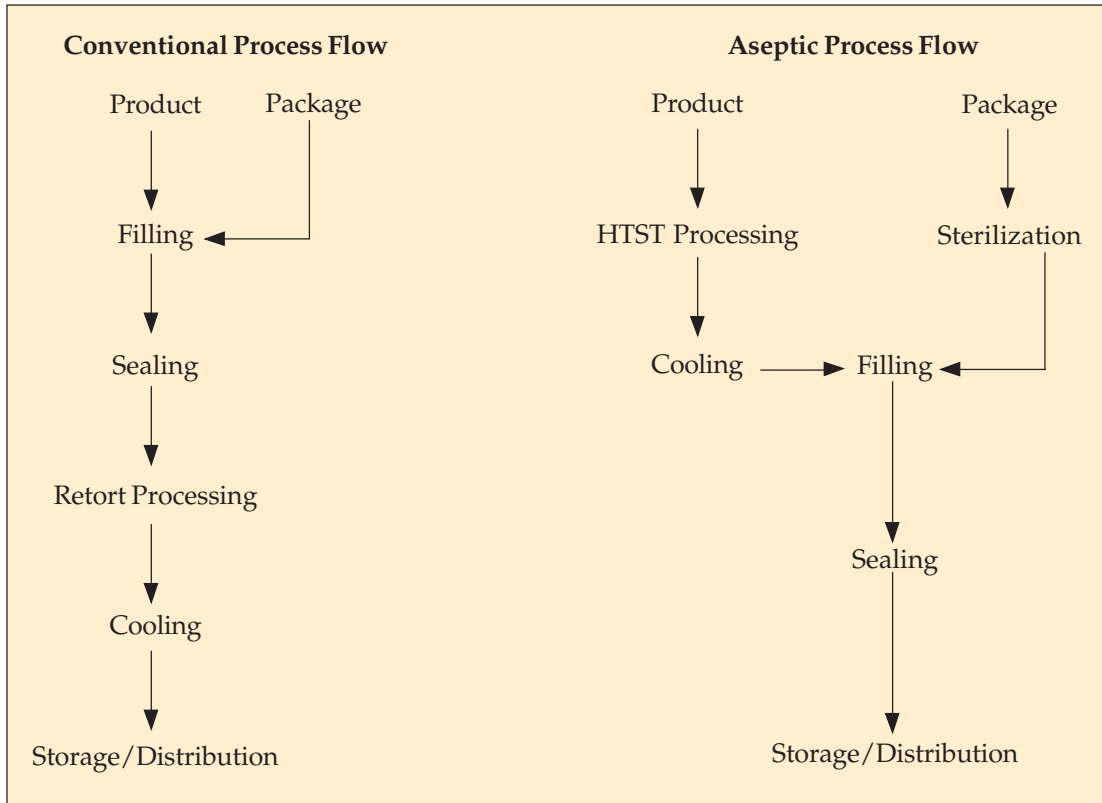 Conventional Process Flow
Product Package
Filling
Sealing
Retort Processing
Cooling
Storage/Distribution
Aseptic Process Flow
Product Package
HTST Processing Sterilization
Cooling Filling
Sealing
Storage/Distribution